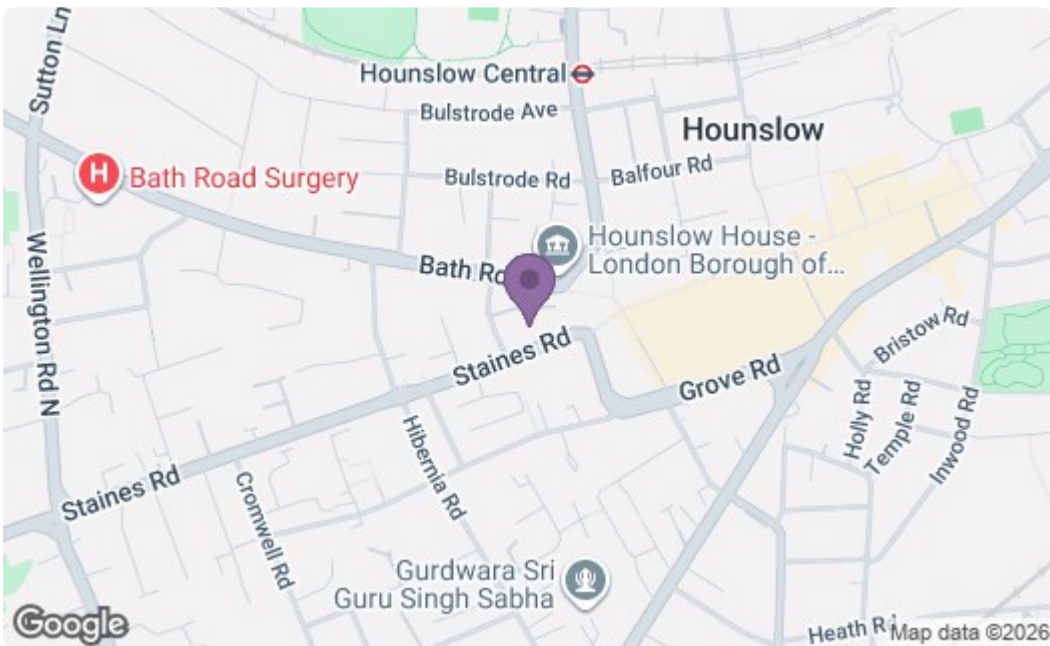 Sutton Ln
Hounslow Central
Bulstrode Ave
Hounslow
H
Bath Road Surgery
Bulstrode Rd
Balfour Rd
Wellington Rd N
Hounslow House -
London Borough of...
Bath
Staines Rd
Grove Rd
Bristow Rd
Holly Rd
Temple Rd
Inwood Rd
Hibernia Rd
Staines Rd
Cromwell Rd
Gurdwara Sri
Guru Singh Sabha
Google
Heath
Map data ©2026